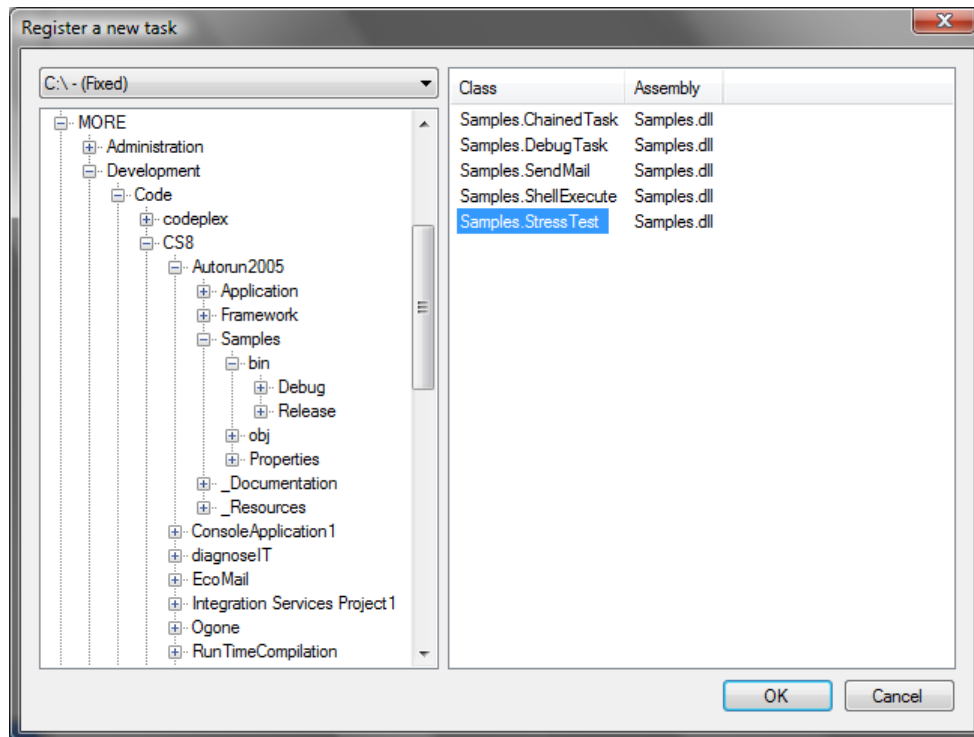 Register a new task
C:\ - (Fixed)
MORE
Administration
Development
Code
codeplex
CS8
Autorun2005
Application
Framework
Samples
bin
Debug
Release
obj
Properties
_Documentation
_Resources
ConsoleApplication1
diagnoseIT
EcoMail
Integration Services Project1
Ogone
RunTimeCompilation
Class Assembly
Samples.ChainedTask Samples.dll
Samples.DebugTask Samples.dll
Samples.SendMail Samples.dll
Samples.ShellExecute Samples.dll
Samples.StressTest Samples.dll
OK Cancel